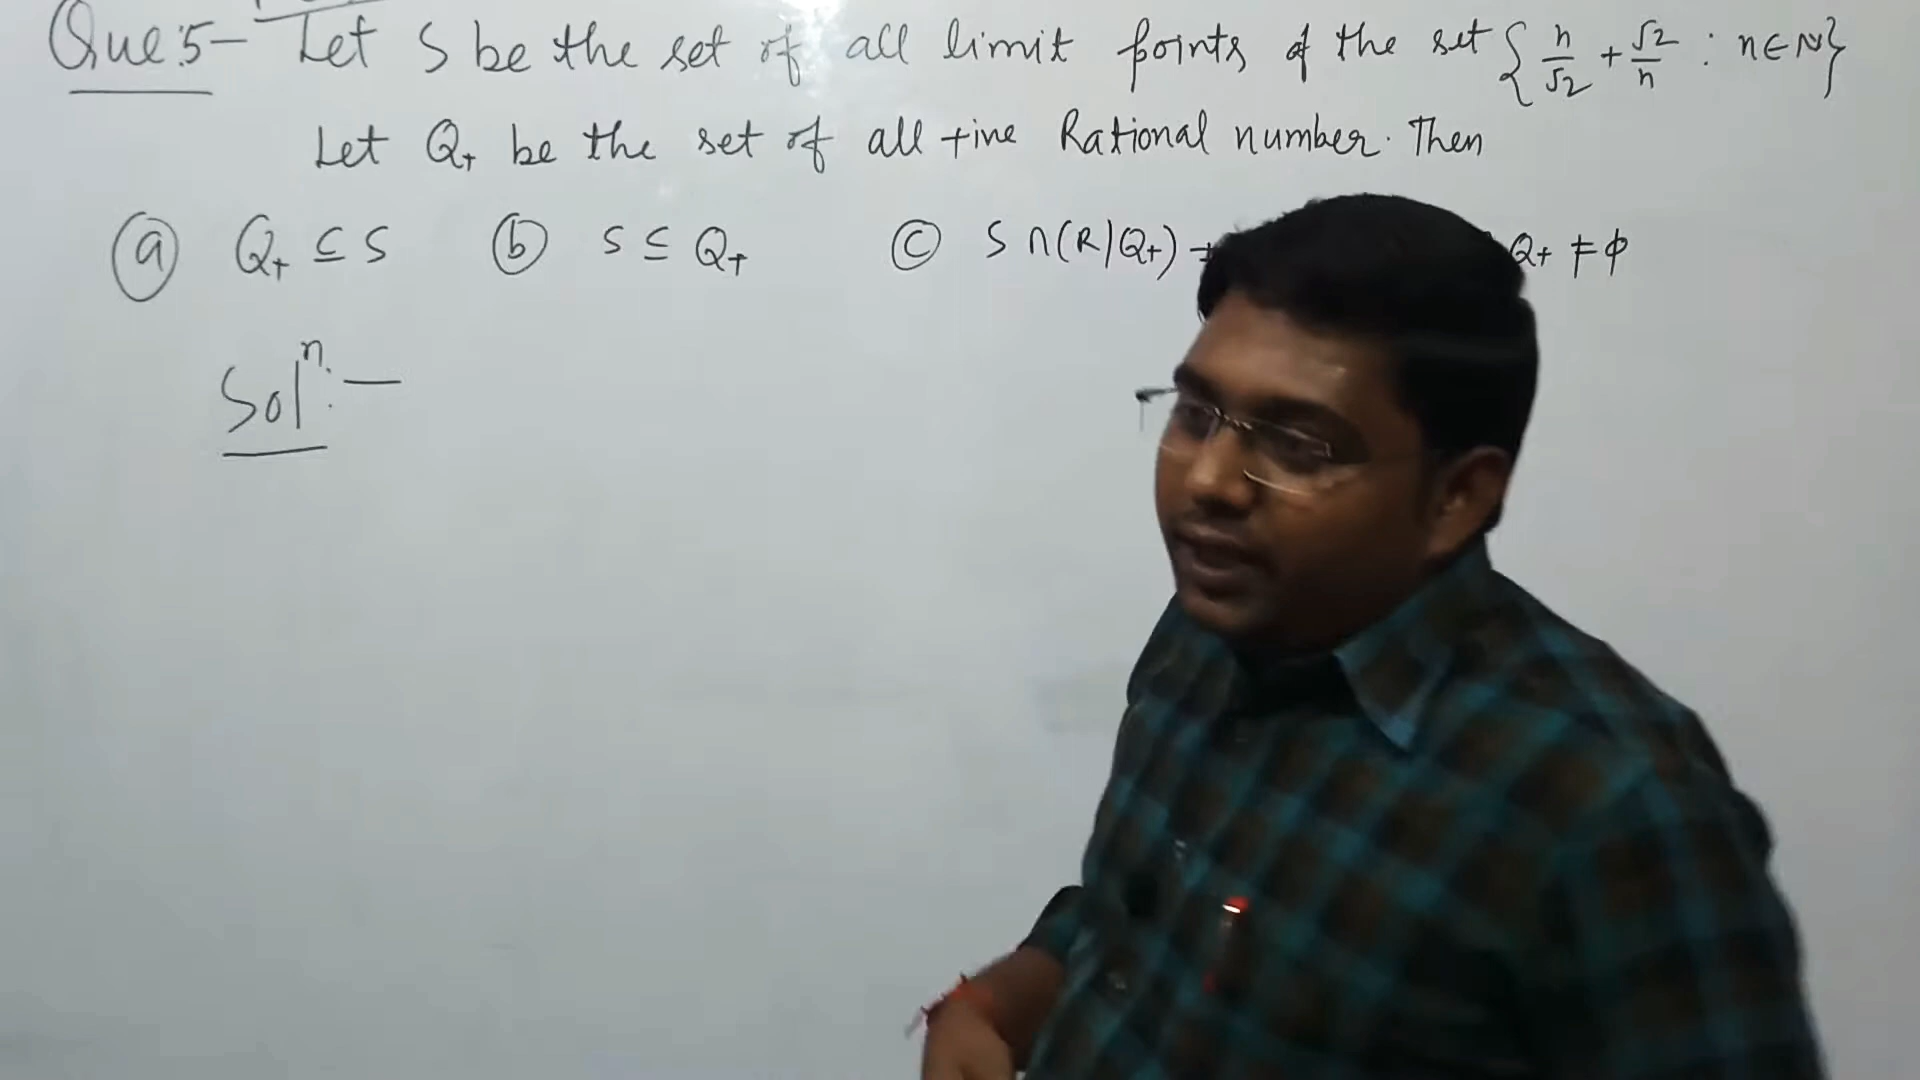 Que:5- Let S be the set of all limit points of the set {n/√2 + √2/n : n∈N}
Let Q+ be the set of all +ive Rational number. Then
(a) Q+ ⊆ S (b) S ⊆ Q+ (c) S ∩ (R|Q+) Q+ ≠ φ
Solⁿ:-